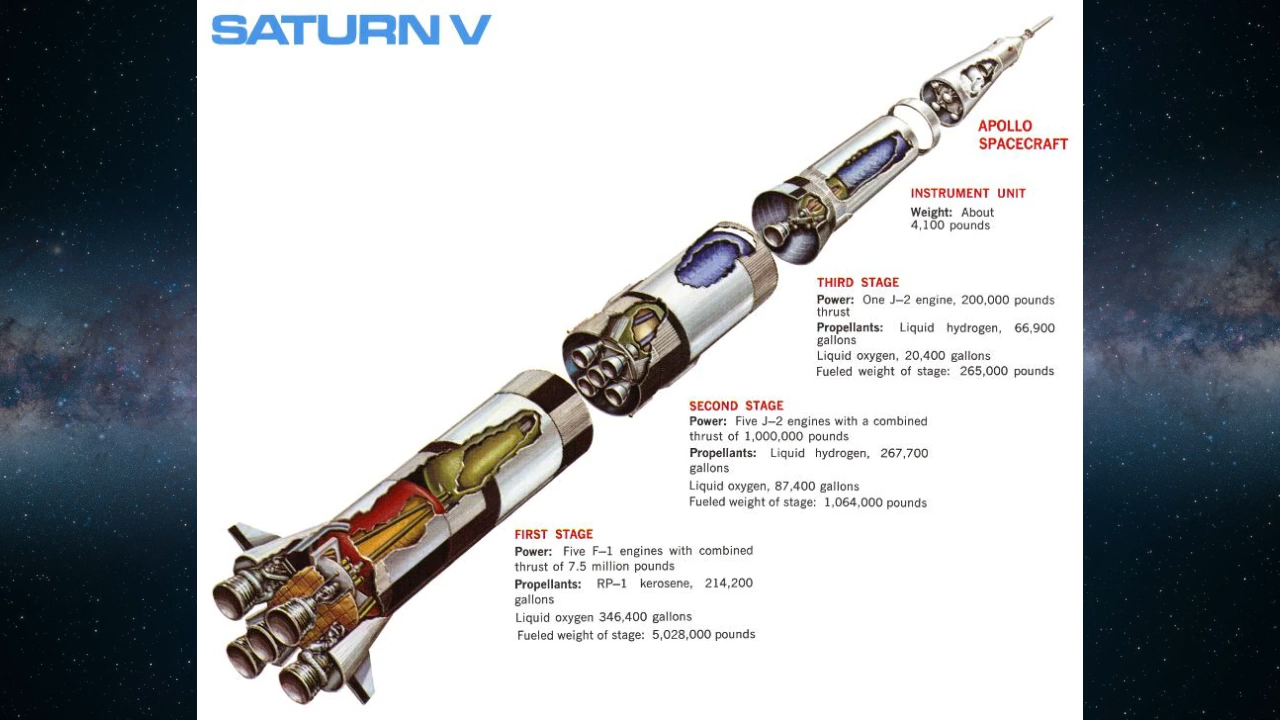 SATURN V
APOLLO
SPACECRAFT
INSTRUMENT UNIT
Weight: About
4,100 pounds
THIRD STAGE
Power: One J–2 engine, 200,000 pounds
thrust
Propellants: Liquid hydrogen, 66,900
gallons
Liquid oxygen, 20,400 gallons
Fueled weight of stage: 265,000 pounds
SECOND STAGE
Power: Five J–2 engines with a combined
thrust of 1,000,000 pounds
Propellants: Liquid hydrogen, 267,700
gallons
Liquid oxygen, 87,400 gallons
Fueled weight of stage: 1,064,000 pounds
FIRST STAGE
Power: Five F–1 engines with combined
thrust of 7.5 million pounds
Propellants: RP–1 kerosene, 214,200
gallons
Liquid oxygen 346,400 gallons
Fueled weight of stage: 5,028,000 pounds